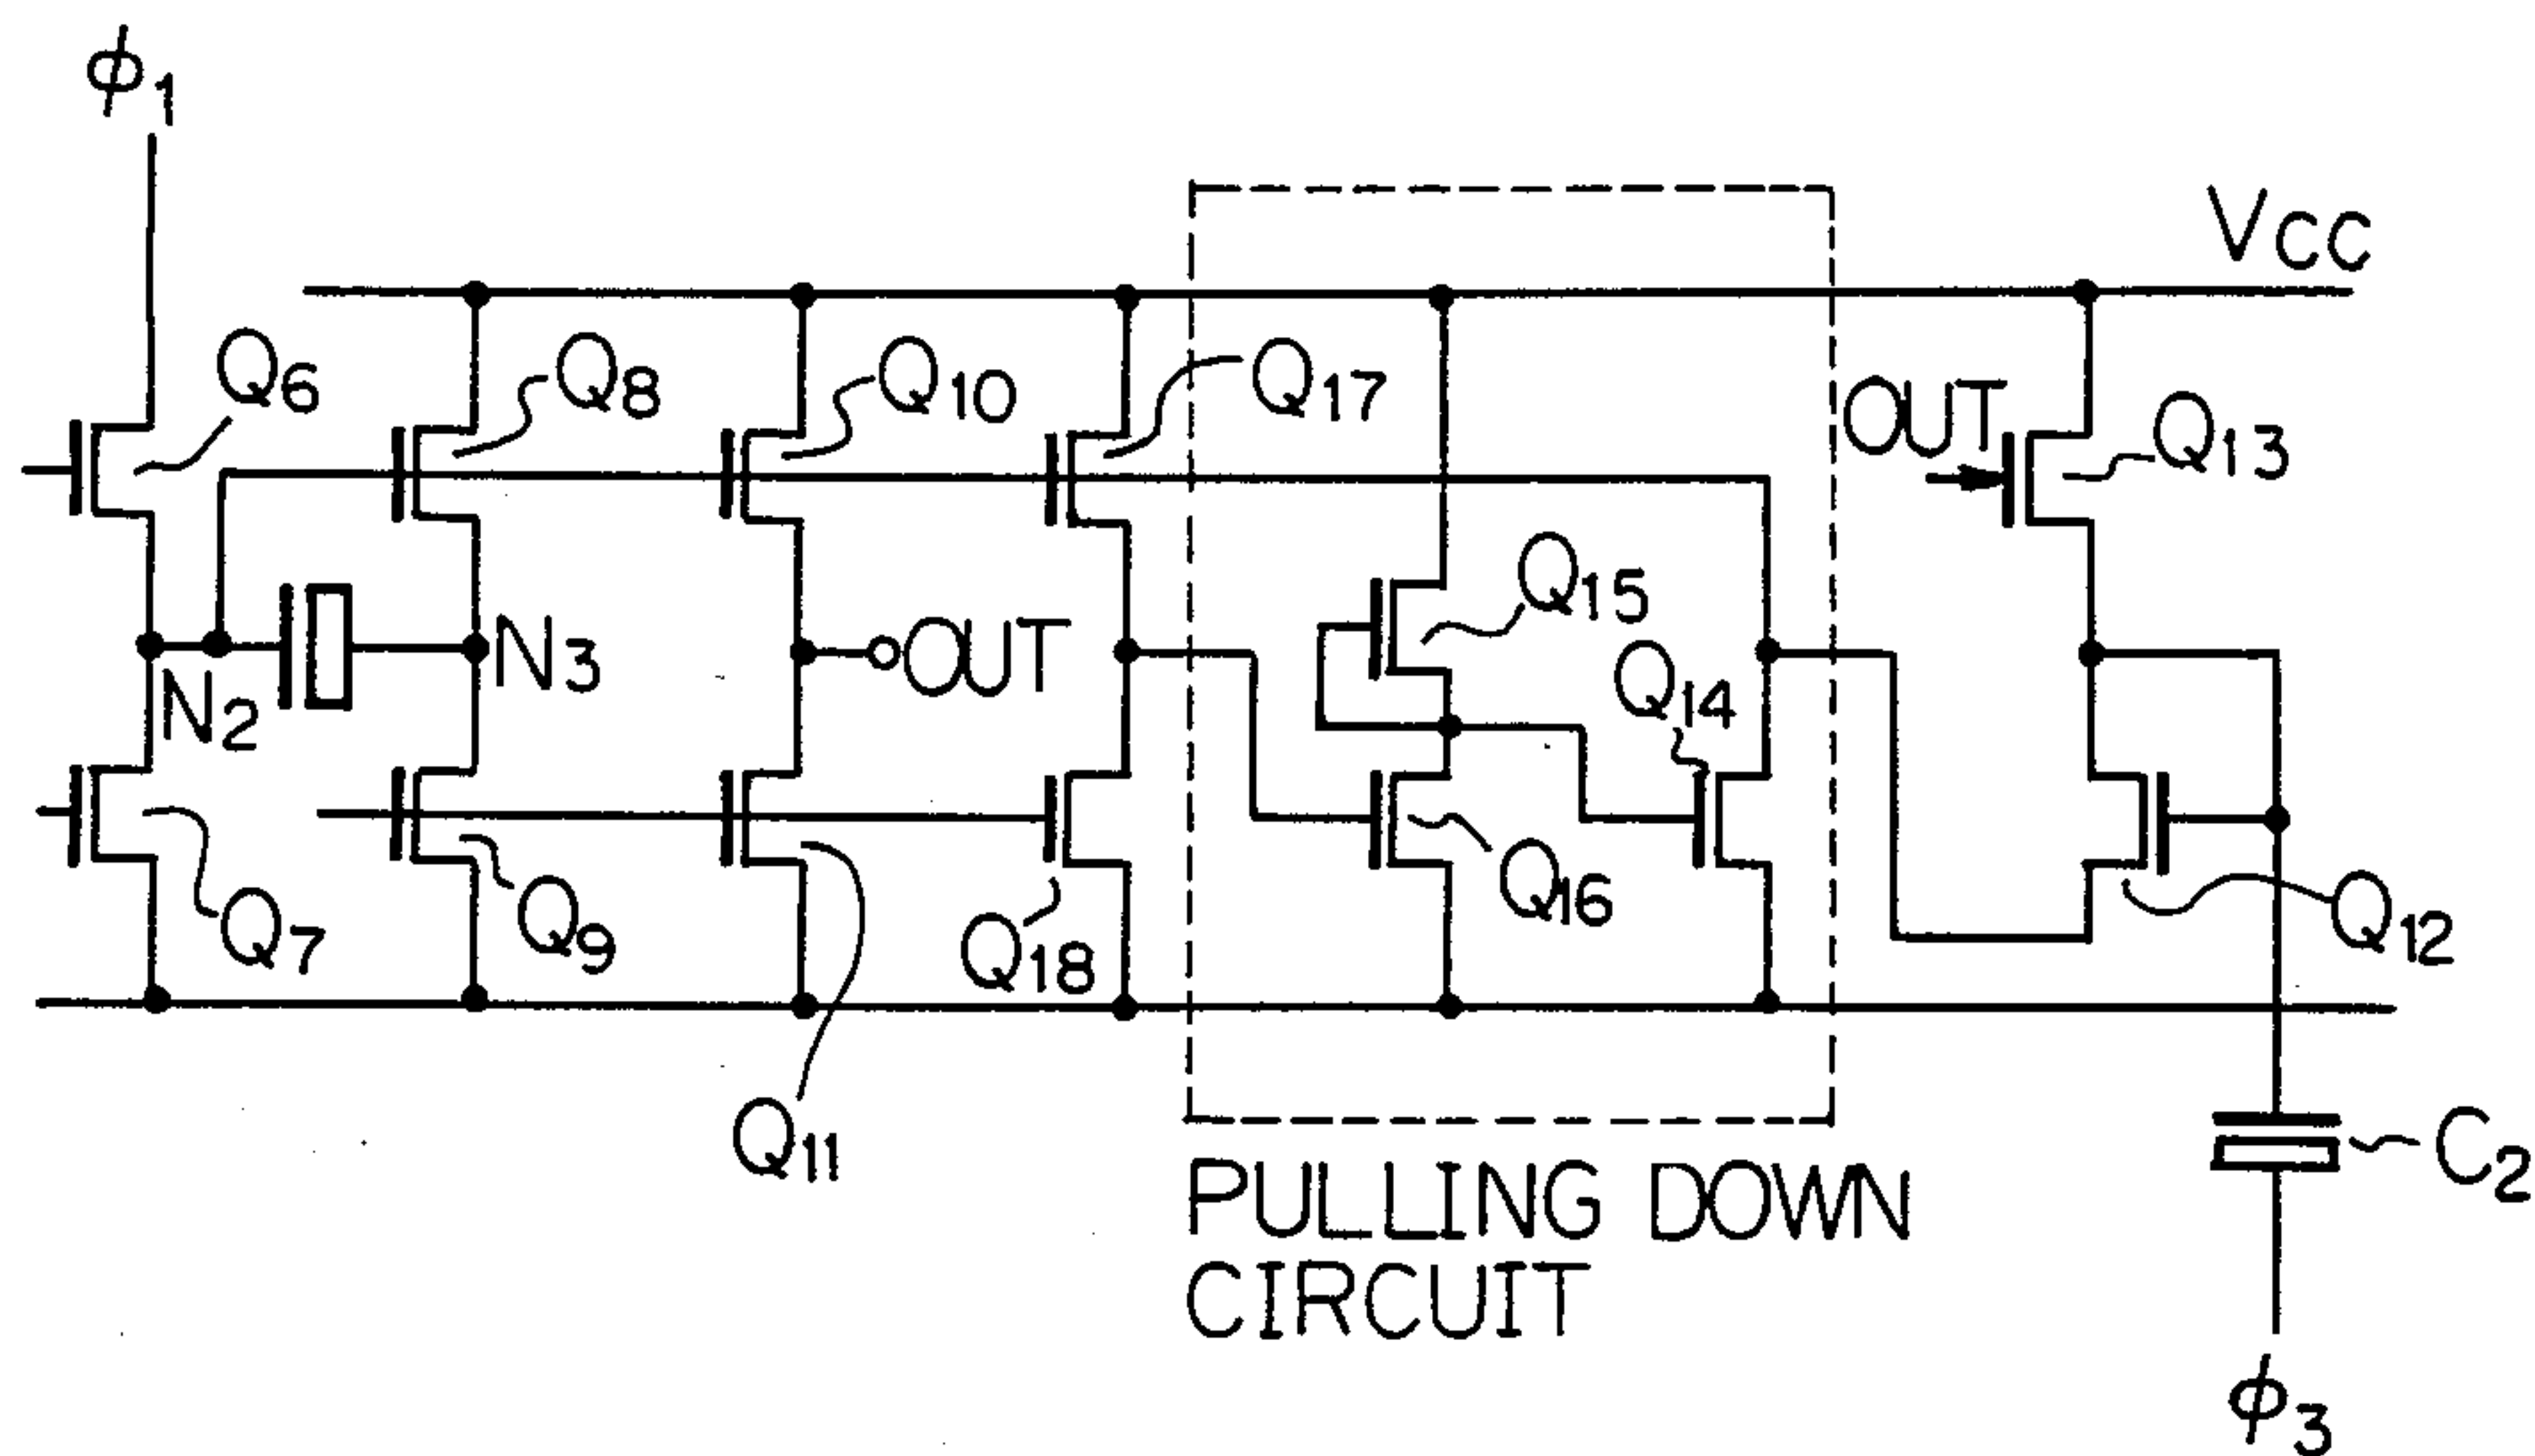 ϕ1
VCC
Q6
Q8
Q10
Q17
OUT
Q13
Q15
N3
OUT
Q14
N2
Q16
Q7
Q9
Q18
Q12
Q11
C2
PULLING DOWN
CIRCUIT
ϕ3